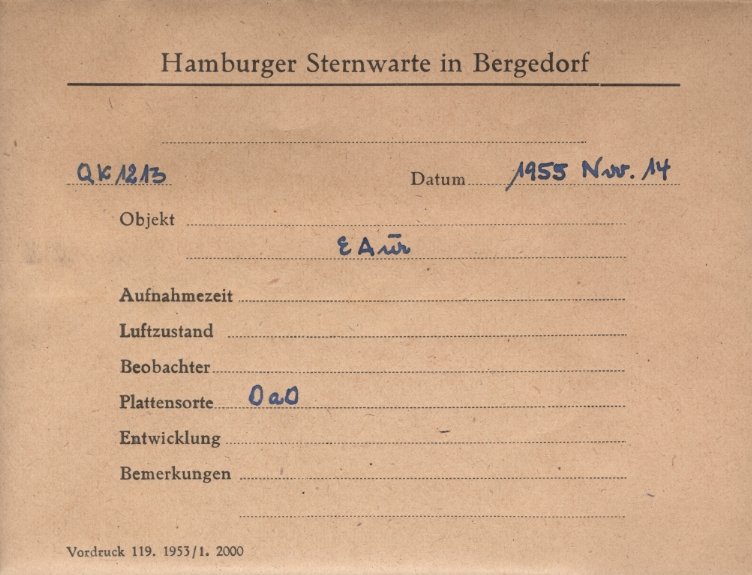 Hamburger Sternwarte in Bergedorf
QK 1213 Datum 1955 Nov. 14
Objekt
ε Aur
Aufnahmezeit
Luftzustand
Beobachter
Plattensorte OaO
Entwicklung
Bemerkungen
Vordruck 119. 1953/1. 2000